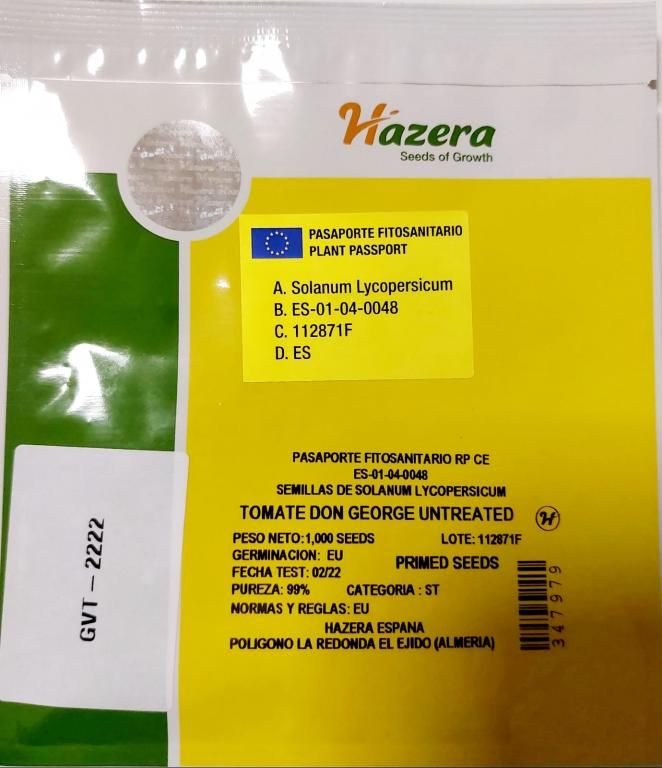 Hazera
Seeds of Growth
PASAPORTE FITOSANITARIO
PLANT PASSPORT
A. Solanum Lycopersicum
B. ES-01-04-0048
C. 112871F
D. ES
PASAPORTE FITOSANITARIO RP CE
ES-01-04-0048
SEMILLAS DE SOLANUM LYCOPERSICUM
TOMATE DON GEORGE UNTREATED H
PESO NETO:1,000 SEEDS LOTE: 112871F
GERMINACION: EU PRIMED SEEDS
FECHA TEST: 02/22
PUREZA: 99% CATEGORIA : ST
NORMAS Y REGLAS: EU
HAZERA ESPANA
POLIGONO LA REDONDA EL EJIDO (ALMERIA)
347979
GVT – 2222